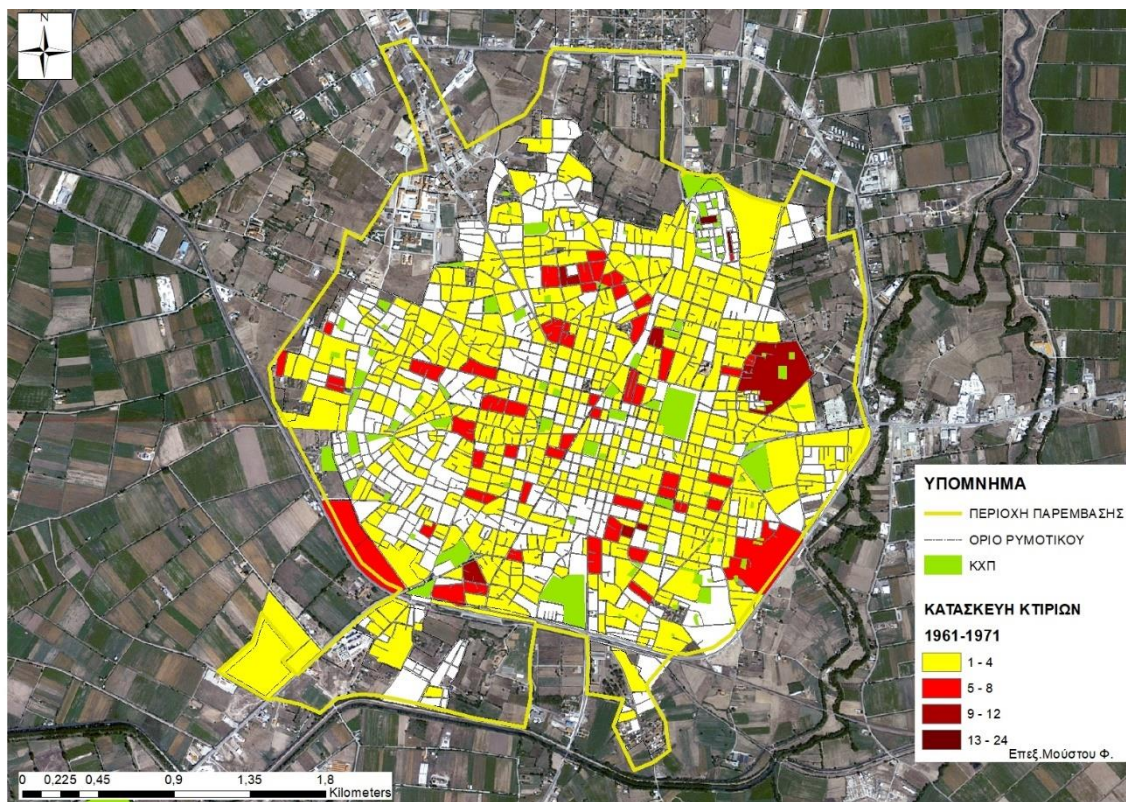 N
ΥΠΟΜΝΗΜΑ
ΠΕΡΙΟΧΗ ΠΑΡΕΜΒΑΣΗΣ
ΟΡΙΟ ΡΥΜΟΤΙΚΟΥ
ΚΧΠ
ΚΑΤΑΣΚΕΥΗ ΚΤΙΡΙΩΝ
1961-1971
1 - 4
5 - 8
9 - 12
13 - 24
Επεξ.Μούστου Φ.
0 0,225 0,45 0,9 1,35 1,8
Kilometers